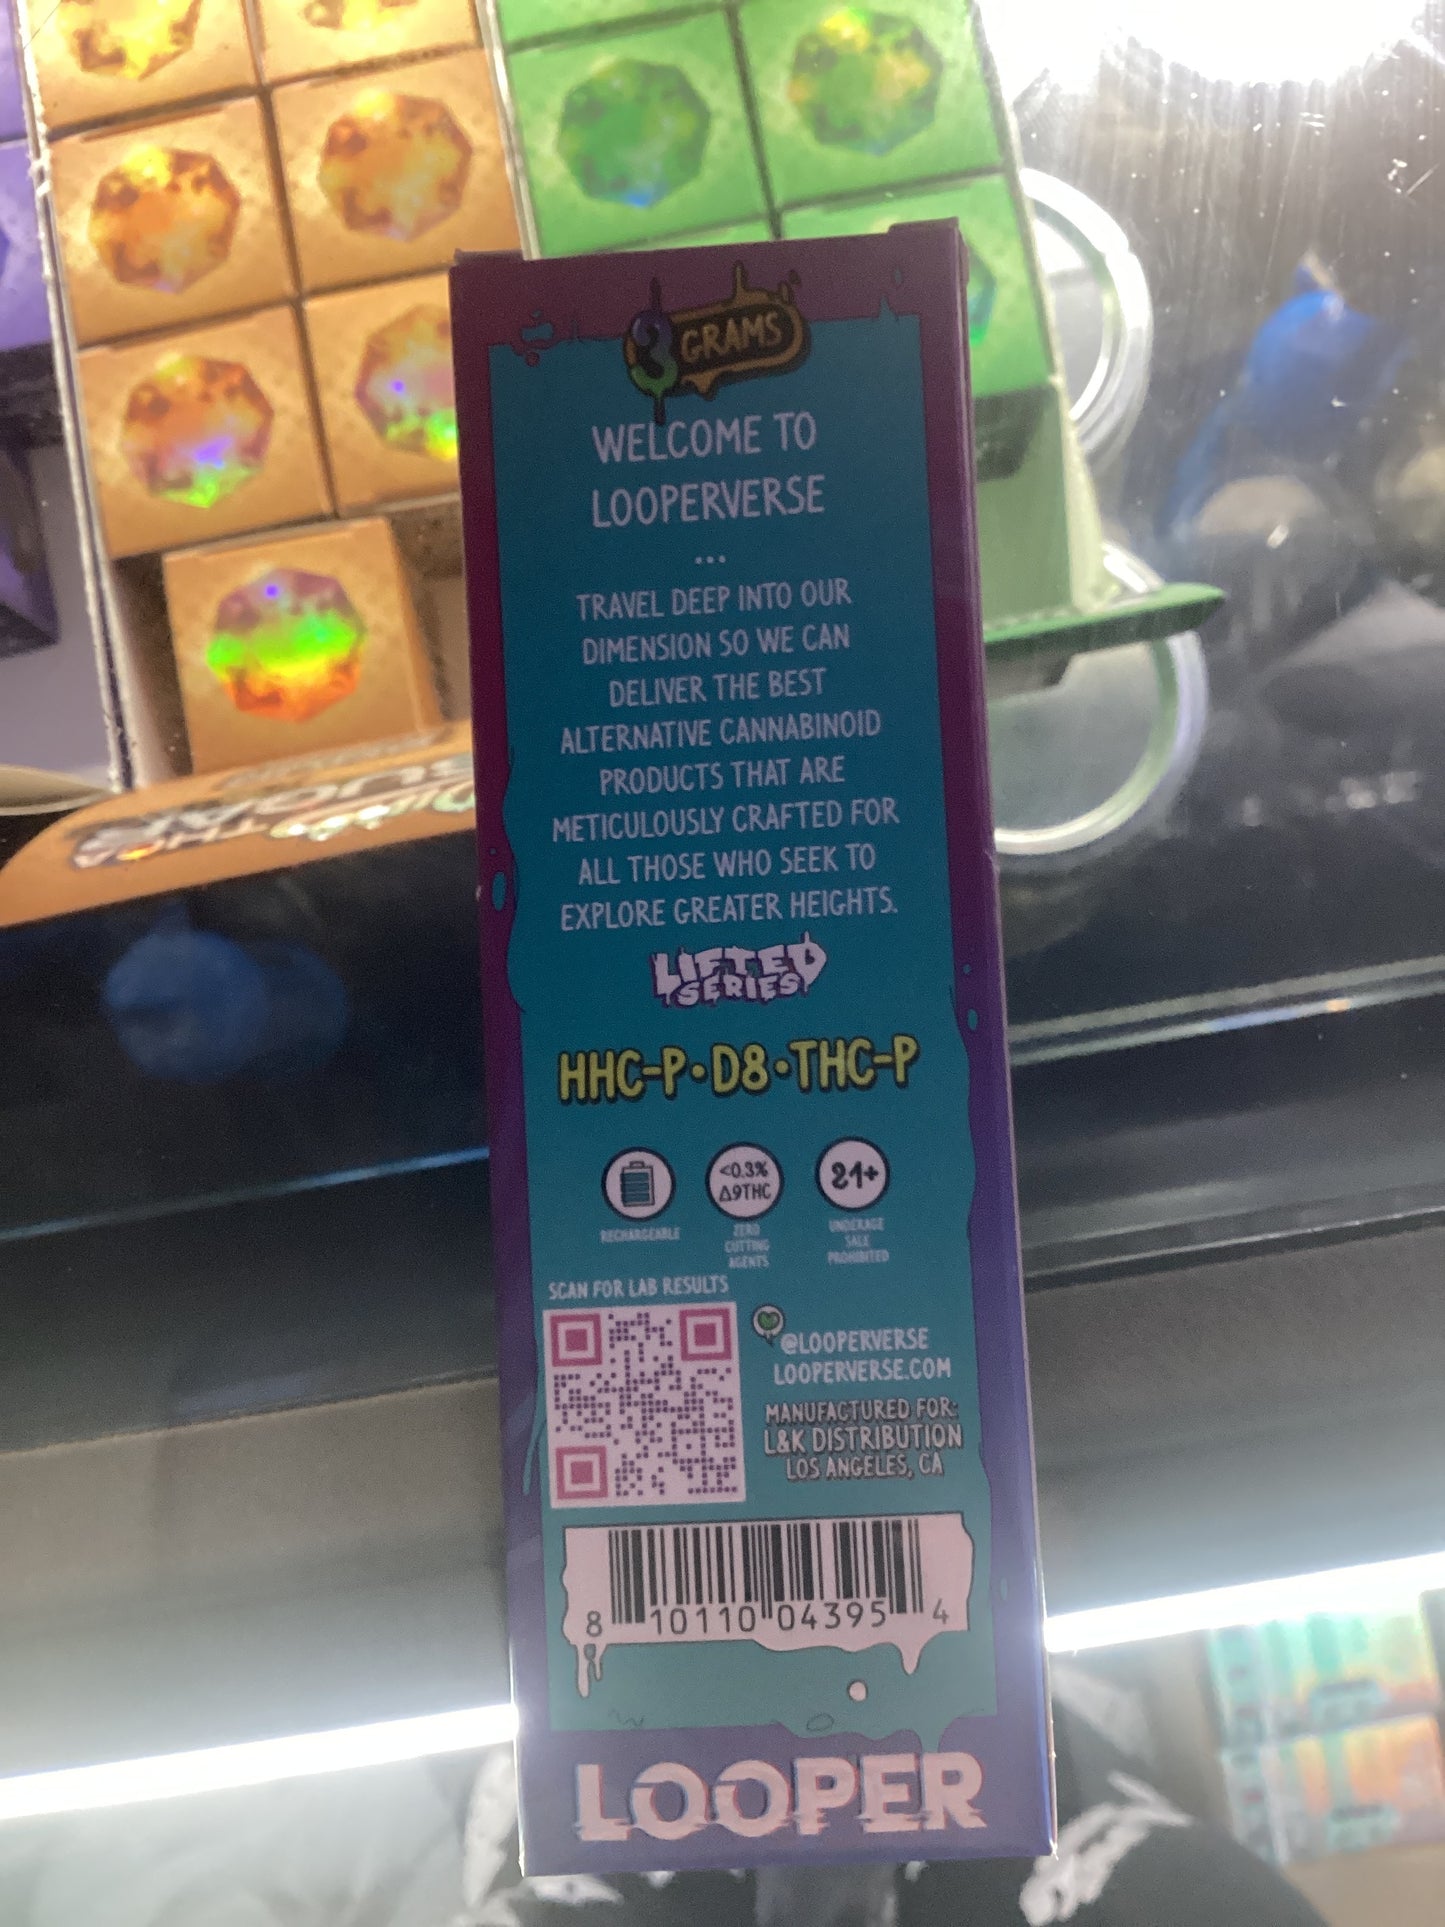 3 GRAMS
WELCOME TO
LOOPERVERSE
...
TRAVEL DEEP INTO OUR
DIMENSION SO WE CAN
DELIVER THE BEST
ALTERNATIVE CANNABINOID
PRODUCTS THAT ARE
METICULOUSLY CRAFTED FOR
ALL THOSE WHO SEEK TO
EXPLORE GREATER HEIGHTS.
LIFTED
SERIES
HHC-P•D8•THC-P
<0.3%
Δ9THC
21+
RECHARGEABLE
ZERO
CUTTING
AGENTS
UNDERAGE
SALE
PROHIBITED
SCAN FOR LAB RESULTS
@LOOPERVERSE
LOOPERVERSE.COM
MANUFACTURED FOR:
L&K DISTRIBUTION
LOS ANGELES, CA
8 10110 04395 4
LOOPER